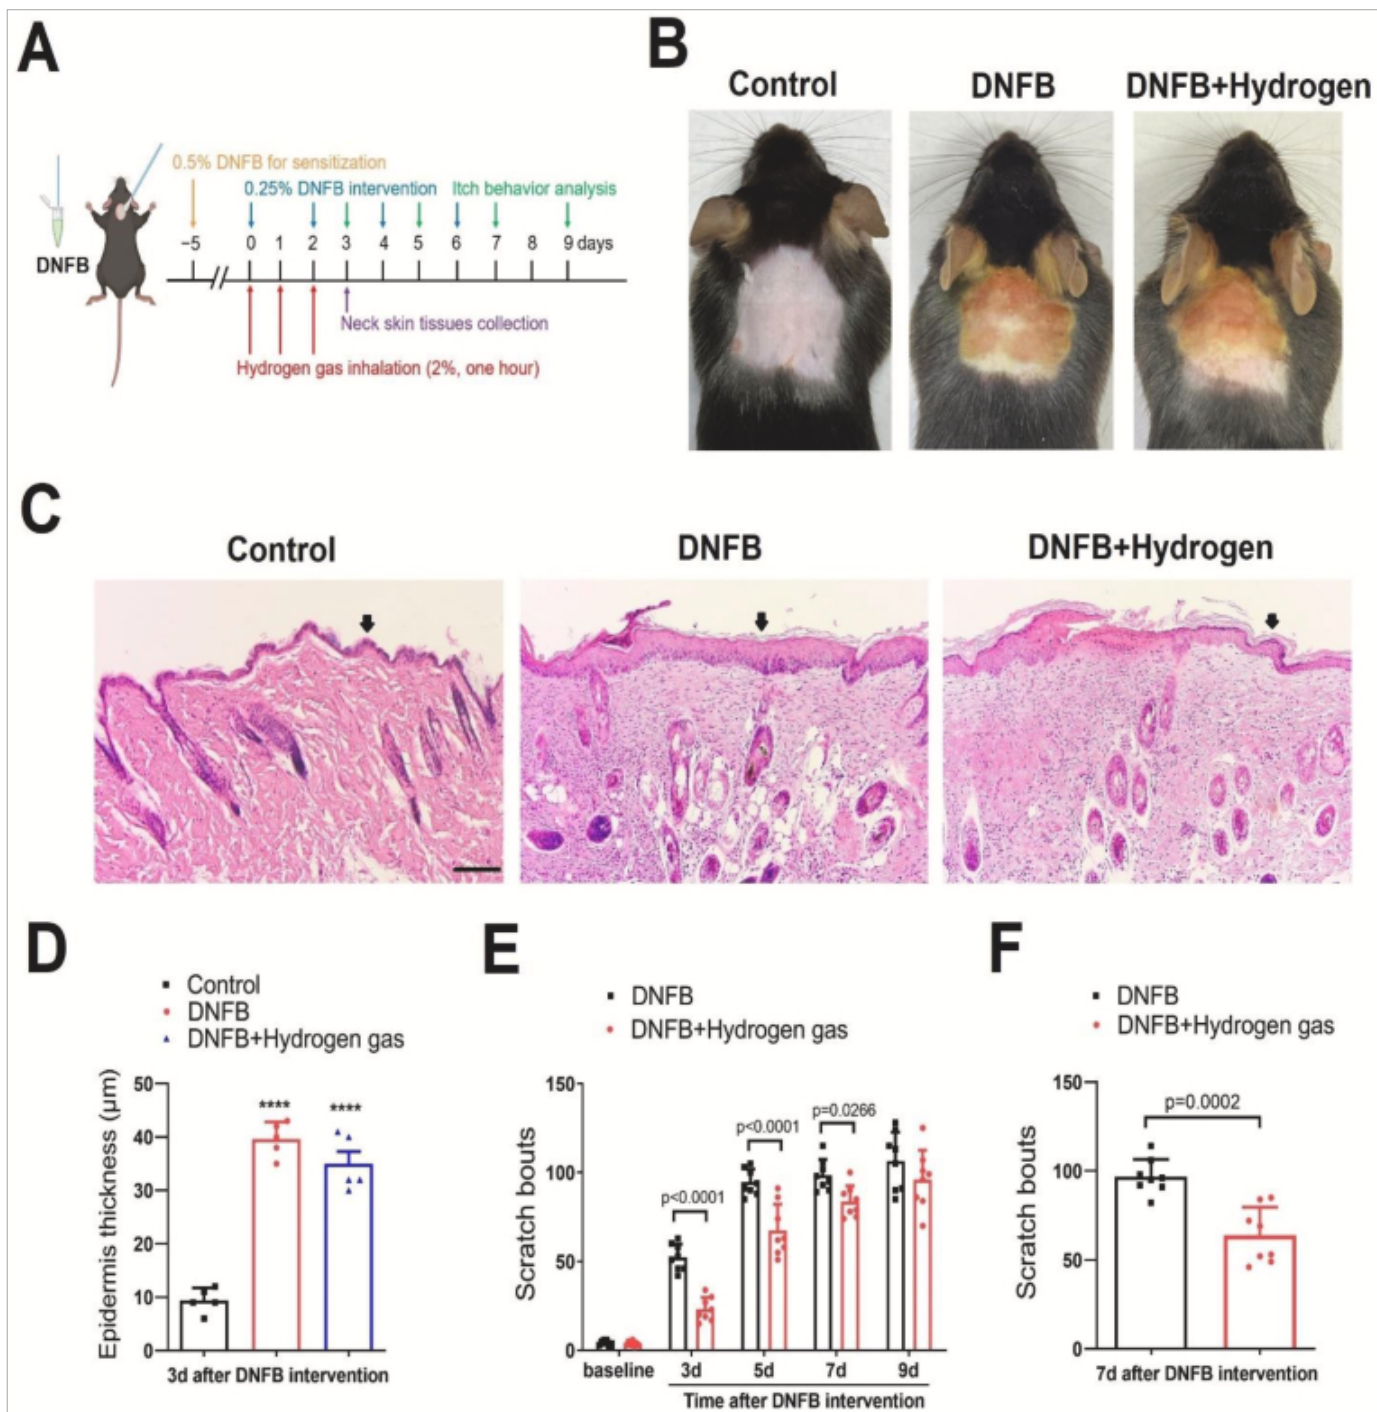 A
0.5% DNFB for sensitization
0.25% DNFB intervention
Itch behavior analysis
DNFB
−5 0 1 2 3 4 5 6 7 8 9 days
Neck skin tissues collection
Hydrogen gas inhalation (2%, one hour)
B
Control DNFB DNFB+Hydrogen
C
Control DNFB DNFB+Hydrogen
D
Control
DNFB
DNFB+Hydrogen gas
Epidermis thickness (μm)
50
40
30
20
10
0
**** ****
3d after DNFB intervention
E
DNFB
DNFB+Hydrogen gas
Scratch bouts
150
100
50
0
p<0.0001
p<0.0001
p=0.0266
baseline 3d 5d 7d 9d
Time after DNFB intervention
F
DNFB
DNFB+Hydrogen gas
Scratch bouts
150
100
50
0
p=0.0002
7d after DNFB intervention